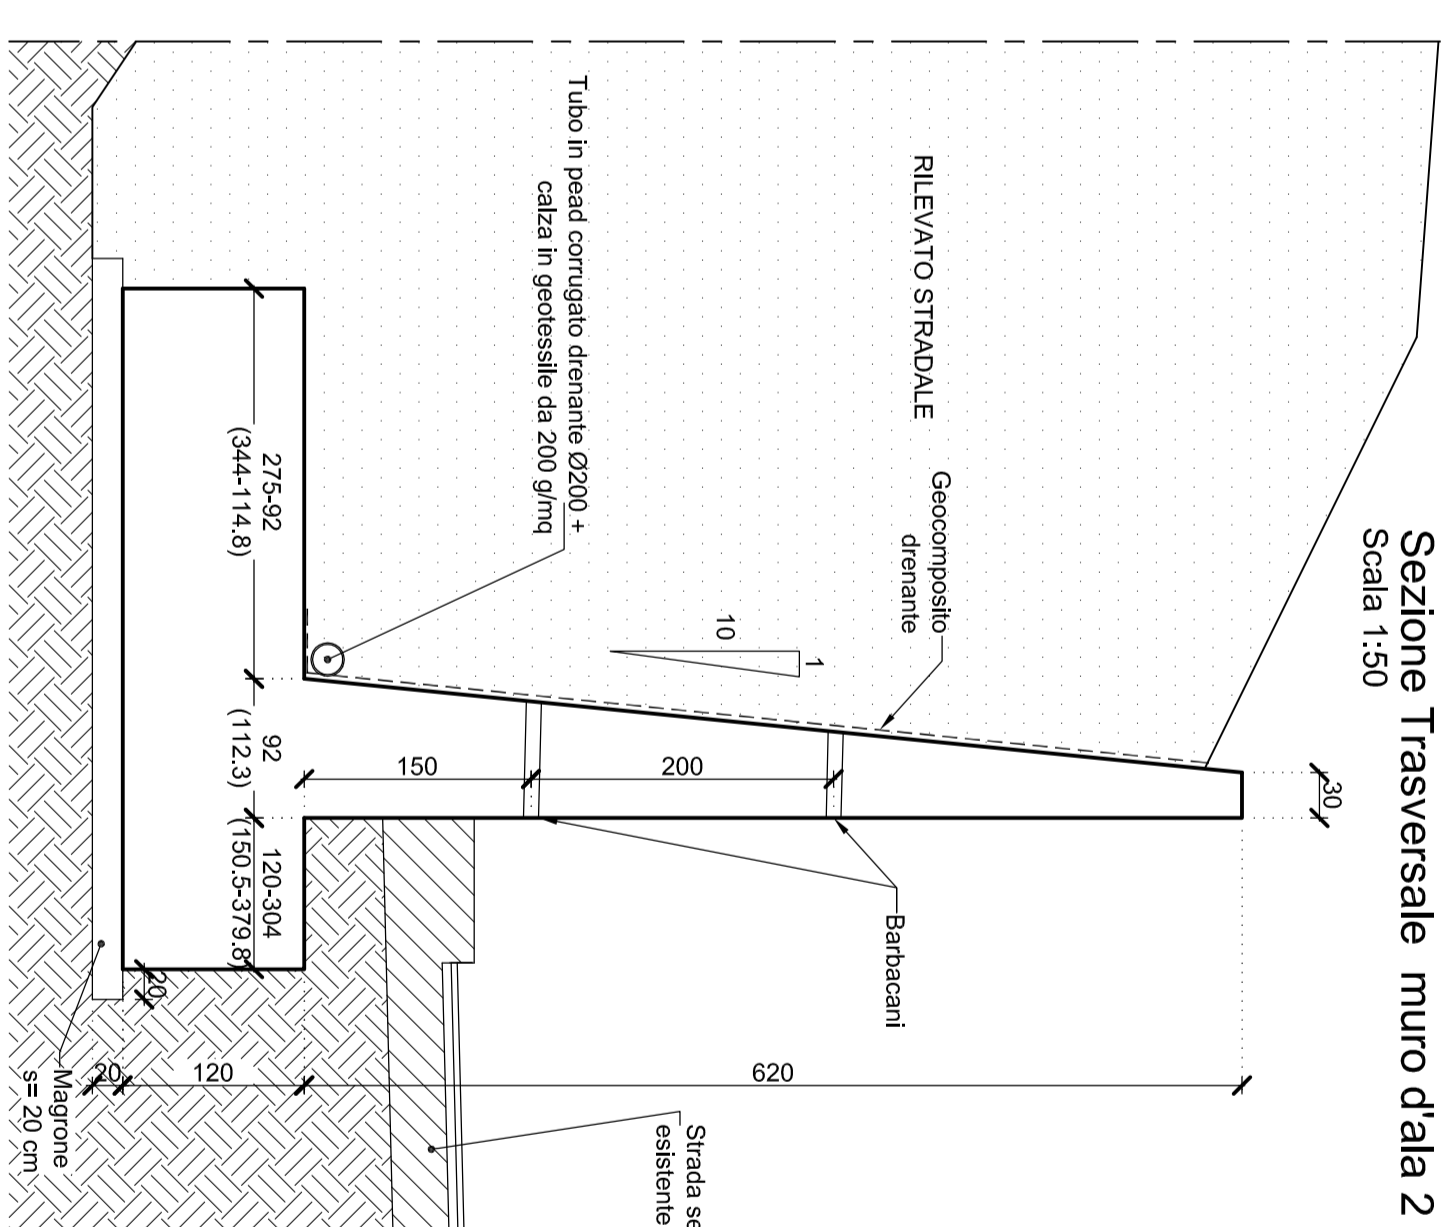 Sezione Trasversale muro d'ala 2
Scala 1:50
30
RILEVATO STRADALE
Geocomposito
drenante
10
1
Tubo in pead corrugato drenante Ø200 +
calza in geotessile da 200 g/mq
Barbacani
200
150
620
Strada se
esistente
275-92
(344-114.8)
92
(112.3)
120-304
(150.5-379.8)
120
20
20
Magrone
s= 20 cm